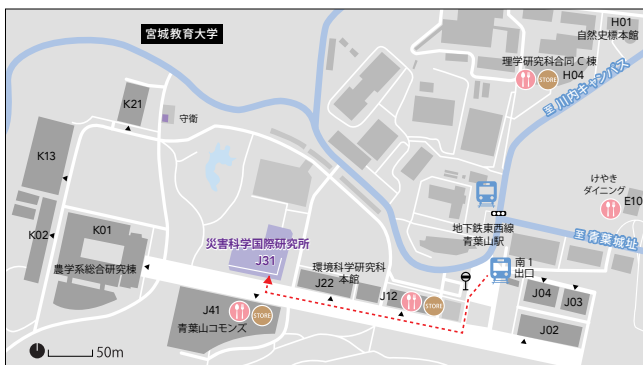 宮城教育大学
H01
自然史標本館
理学研究科合同C棟
STORE
H04
至川内キャンパス
K21
守衛
K13
けやき
ダイニング
E10
K02
K01
農学系総合研究棟
災害科学国際研究所
J31
地下鉄東西線
青葉山駅
至青葉城址
環境科学研究科
本館
J22
南1
出口
J12
STORE
J04
J03
J02
J41
STORE
青葉山コモンズ
50m